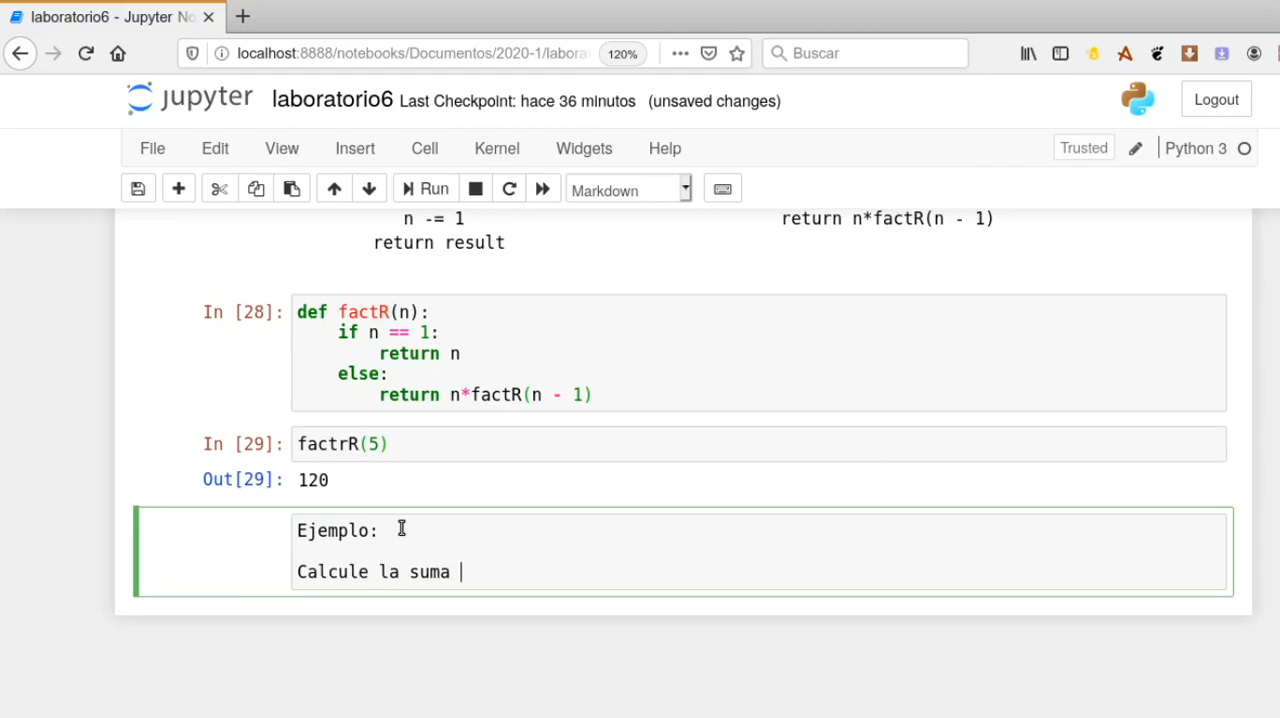 laboratorio6 - Jupyter No
localhost:8888/notebooks/Documentos/2020-1/labora
120%
Buscar
jupyter laboratorio6 Last Checkpoint: hace 36 minutos (unsaved changes)
Logout
File Edit View Insert Cell Kernel Widgets Help
Trusted
Python 3
Run
Markdown
n -= 1 return n*factR(n - 1)
return result
In [28]: def factR(n):
if n == 1:
return n
else:
return n*factR(n - 1)
In [29]: factrR(5)
Out[29]: 120
Ejemplo:
Calcule la suma